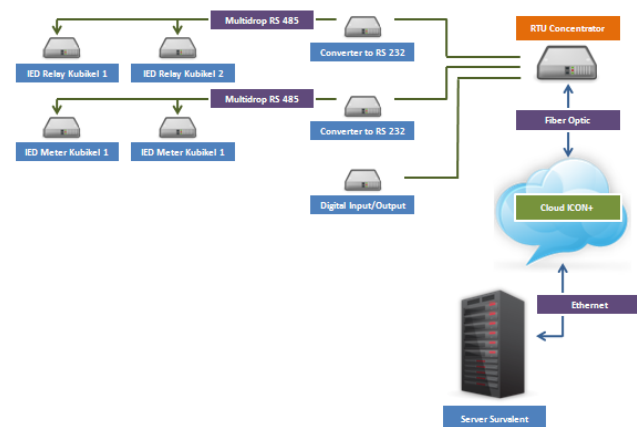 Multidrop RS 485
RTU Concentrator
Converter to RS 232
IED Relay Kubikel 1
IED Relay Kubikel 2
Multidrop RS 485
Converter to RS 232
Fiber Optic
IED Meter Kubikel 1
IED Meter Kubikel 1
Digital Input/Output
Cloud ICON+
Ethernet
Server Survalent